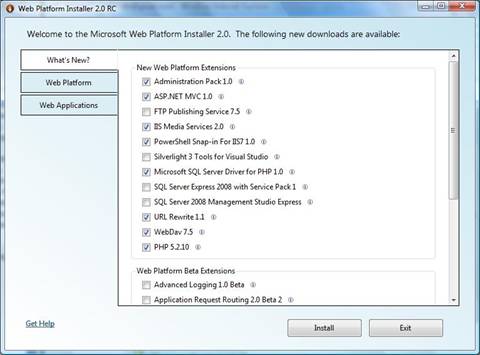 Web Platform Installer 2.0 RC
Welcome to the Microsoft Web Platform Installer 2.0. The following new downloads are available:
What's New?
Web Platform
Web Applications
New Web Platform Extensions
Administration Pack 1.0
ASP.NET MVC 1.0
FTP Publishing Service 7.5
IIS Media Services 2.0
PowerShell Snap-in For IIS7 1.0
Silverlight 3 Tools for Visual Studio
Microsoft SQL Server Driver for PHP 1.0
SQL Server Express 2008 with Service Pack 1
SQL Server 2008 Management Studio Express
URL Rewrite 1.1
WebDav 7.5
PHP 5.2.10
Web Platform Beta Extensions
Advanced Logging 1.0 Beta
Application Request Routing 2.0 Beta 2
Get Help
Install
Exit